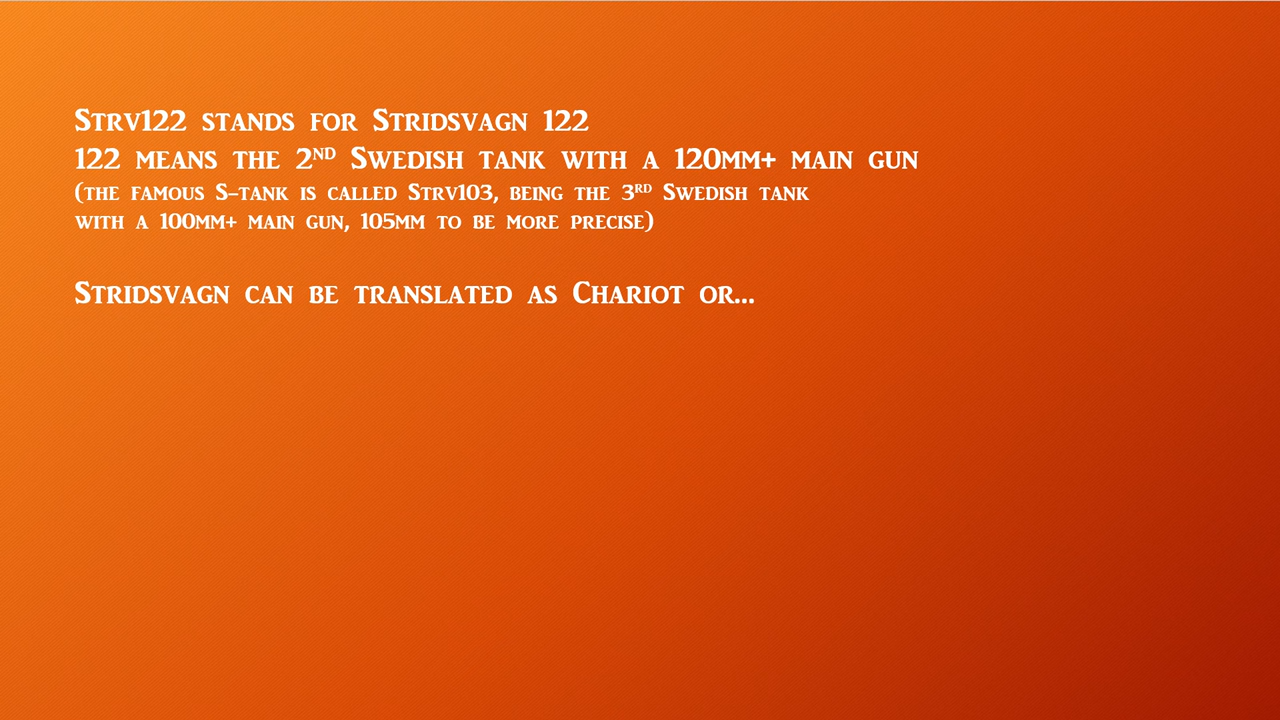 Strv122 stands for Stridsvagn 122
122 means the 2nd Swedish tank with a 120mm+ main gun
(the famous S-tank is called Strv103, being the 3rd Swedish tank
with a 100mm+ main gun, 105mm to be more precise)
Stridsvagn can be translated as Chariot or...